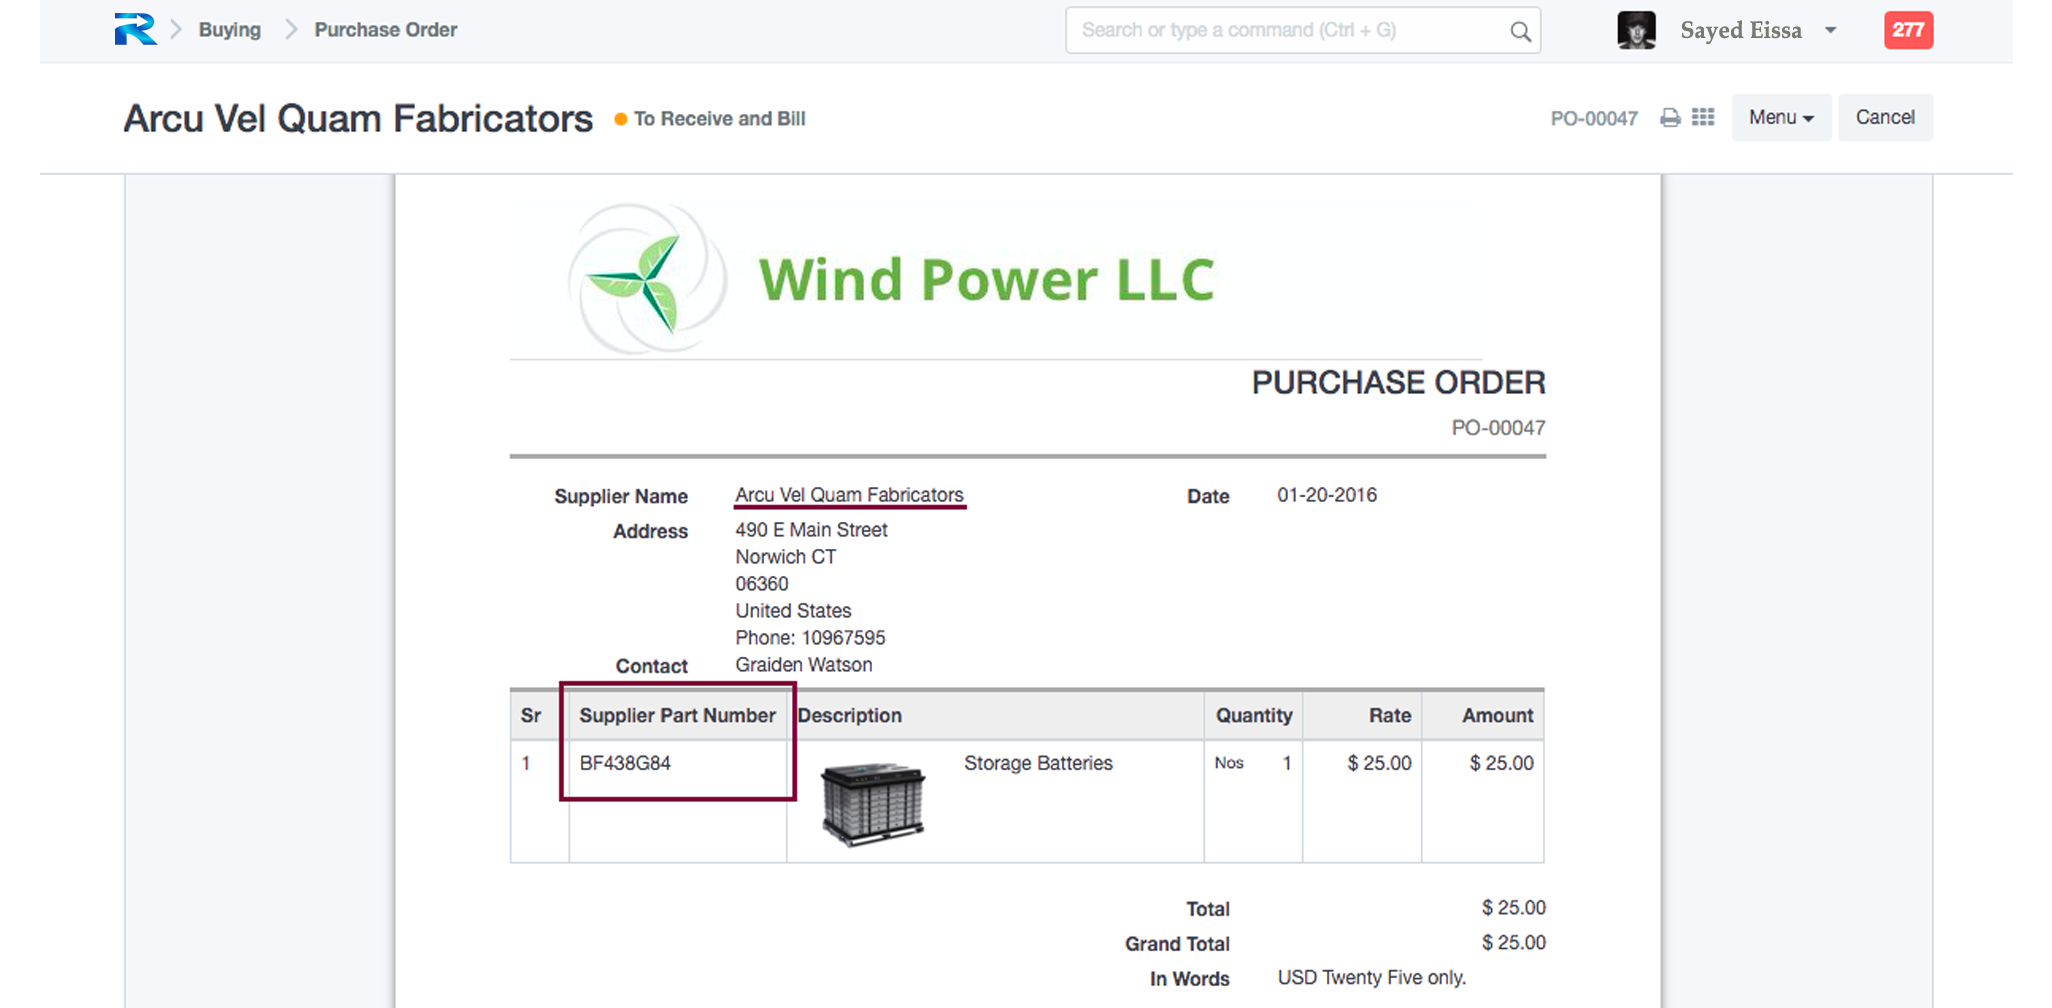 Buying Purchase Order Search or type a command (Ctrl + G) Sayed Eissa 277
Arcu Vel Quam Fabricators To Receive and Bill PO-00047 Menu Cancel
Wind Power LLC
PURCHASE ORDER
PO-00047
Supplier Name Arcu Vel Quam Fabricators Date 01-20-2016
Address 490 E Main Street
Norwich CT
06360
United States
Phone: 10967595
Contact Graiden Watson
Sr Supplier Part Number Description Quantity Rate Amount
1 BF438G84 Storage Batteries Nos 1 $ 25.00 $ 25.00
Total $ 25.00
Grand Total $ 25.00
In Words USD Twenty Five only.